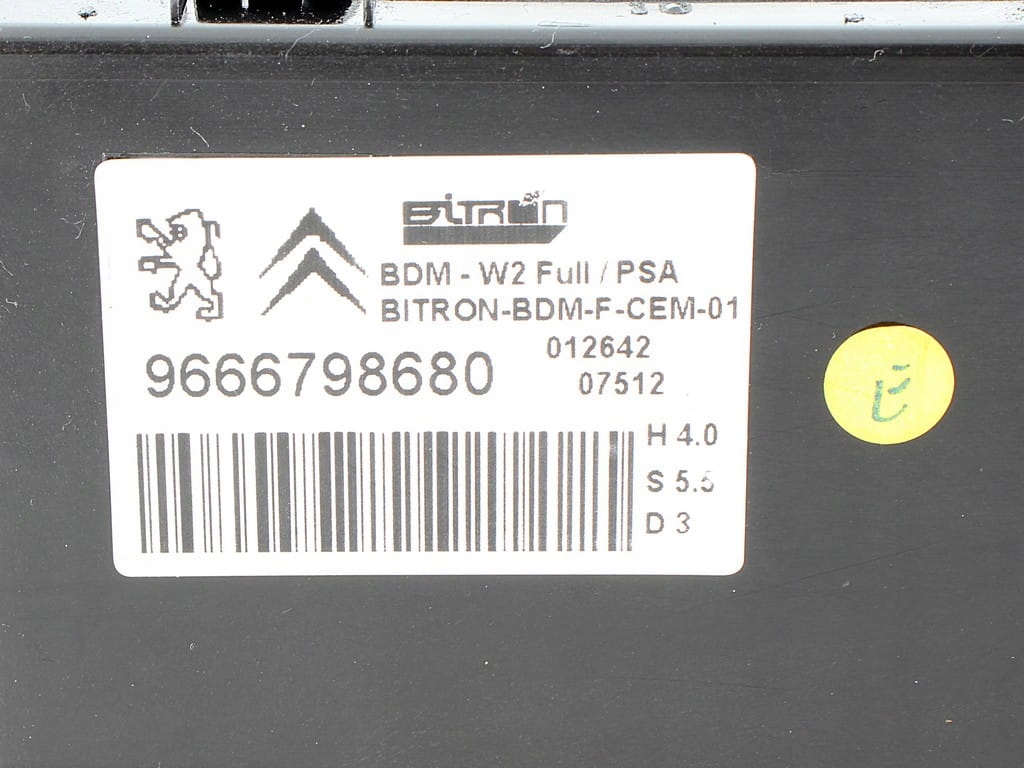 BITRON
BDM - W2 Full / PSA
BITRON-BDM-F-CEM-01
012642
9666798680
07512
H 4.0
S 5.5
D 3